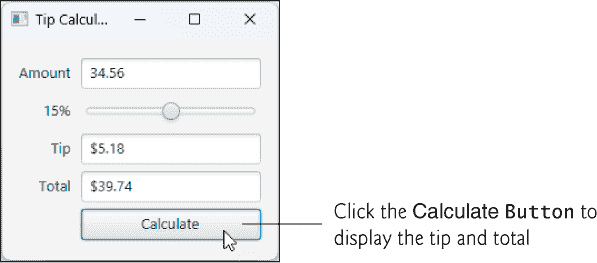 Tip Calcul...
Amount 34.56
15%
Tip $5.18
Total $39.74
Calculate
Click the Calculate Button to
display the tip and total